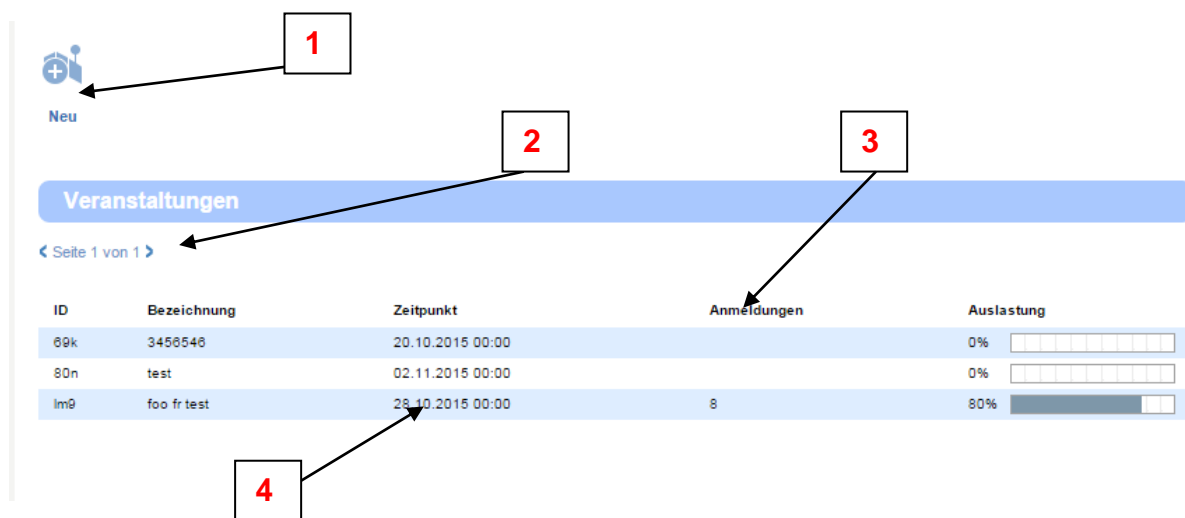 1
Neu
2
3
Veranstaltungen
Seite 1 von 1
ID Bezeichnung Zeitpunkt Anmeldungen Auslastung
69k 3456546 20.10.2015 00:00 0%
80n test 02.11.2015 00:00 0%
lm9 foo fr test 28.10.2015 00:00 8 80%
4